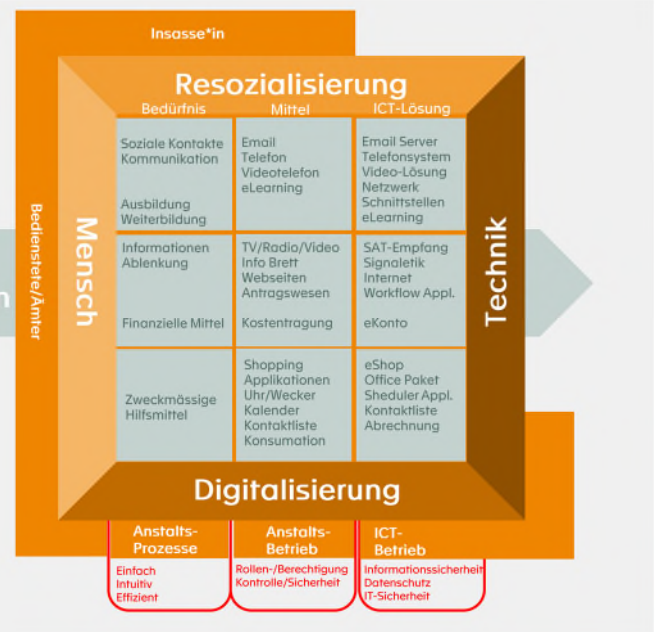 Insasse*in
Resozialisierung
Bedürfnis
Mittel
ICT-Lösung
Soziale Kontakte
Kommunikation
Ausbildung
Weiterbildung
Email
Telefon
Videotelefon
eLearning
Email Server
Telefonsystem
Video-Lösung
Netzwerk
Schnittstellen
eLearning
Bedienstete/Ämter
Mensch
Informationen
Ablenkung
Finanzielle Mittel
TV/Radio/Video
Info Brett
Webseiten
Antragswesen
Kostentragung
SAT-Empfang
Signaletik
Internet
Workflow Appl.
eKonto
Technik
Zweckmässige
Hilfsmittel
Shopping
Applikationen
Uhr/Wecker
Kalender
Kontaktliste
Konsumation
eShop
Office Paket
Sheduler Appl.
Kontaktliste
Abrechnung
Digitalisierung
Anstalts-
Prozesse
Einfach
Intuitiv
Effizient
Anstalts-
Betrieb
Rollen-/Berechtigung
Kontrolle/Sicherheit
ICT-
Betrieb
Informationssicherheit
Datenschutz
IT-Sicherheit